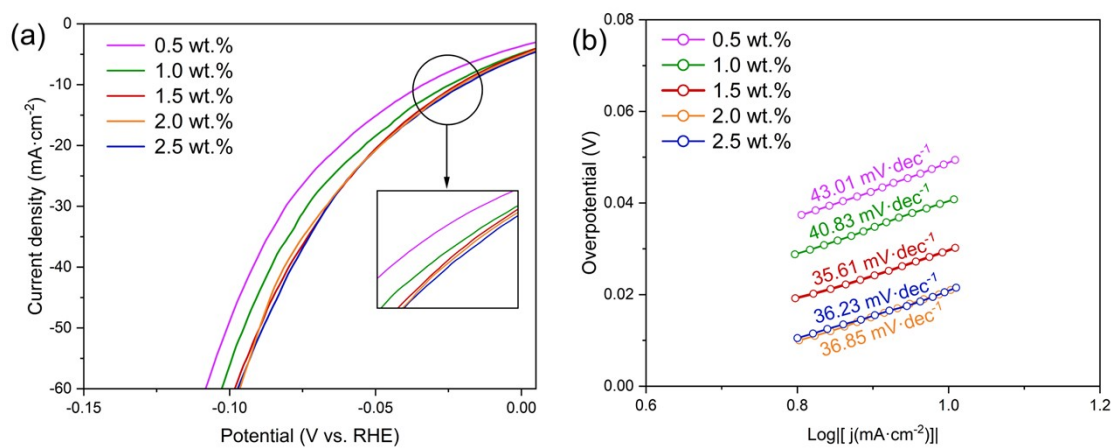 (a)
0
-10
-20
-30
-40
-50
-60
Current density (mA·cm⁻²)
0.5 wt.%
1.0 wt.%
1.5 wt.%
2.0 wt.%
2.5 wt.%
-0.15
-0.10
-0.05
0.00
Potential (V vs. RHE)
(b)
0.08
0.06
0.04
0.02
0.00
Overpotential (V)
0.5 wt.%
1.0 wt.%
1.5 wt.%
2.0 wt.%
2.5 wt.%
43.01 mV·dec⁻¹
40.83 mV·dec⁻¹
35.61 mV·dec⁻¹
36.23 mV·dec⁻¹
36.85 mV·dec⁻¹
0.6
0.8
1.0
1.2
Log|[ j(mA·cm⁻²)]|